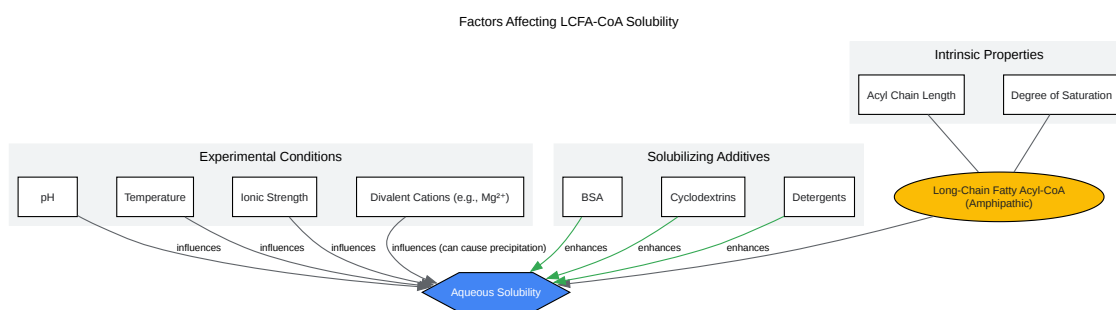 Factors Affecting LCFA-CoA Solubility
Intrinsic Properties
Acyl Chain Length
Degree of Saturation
Experimental Conditions
Solubilizing Additives
pH
Temperature
Ionic Strength
Divalent Cations (e.g., Mg²⁺)
BSA
Cyclodextrins
Detergents
Long-Chain Fatty Acyl-CoA
(Amphipathic)
influences
influences
influences
influences (can cause precipitation)
enhances
enhances
enhances
Aqueous Solubility